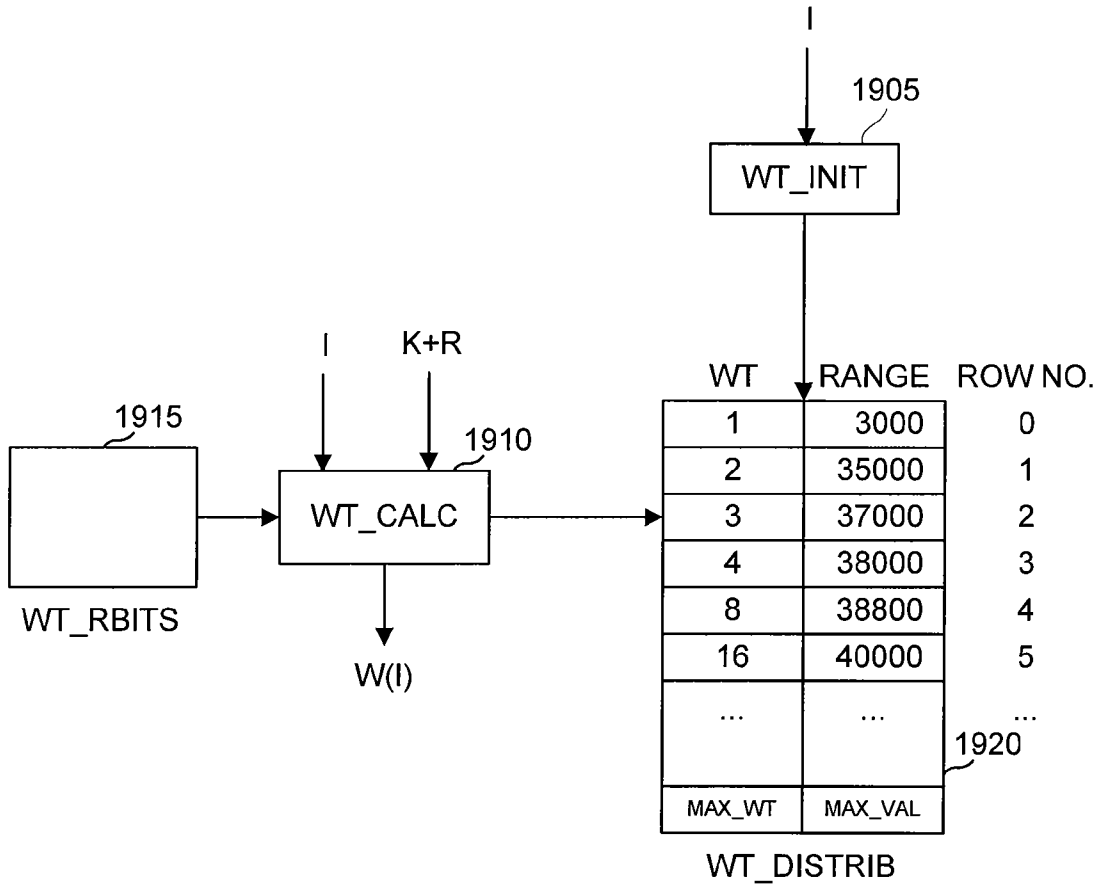 I
1905
WT_INIT
I
K+R
WT RANGE ROW NO.
1 3000 0
1915
1910
2 35000 1
WT_CALC
3 37000 2
4 38000 3
8 38800 4
WT_RBITS
16 40000 5
W(I)
... ... ...
1920
MAX_WT MAX_VAL
WT_DISTRIB